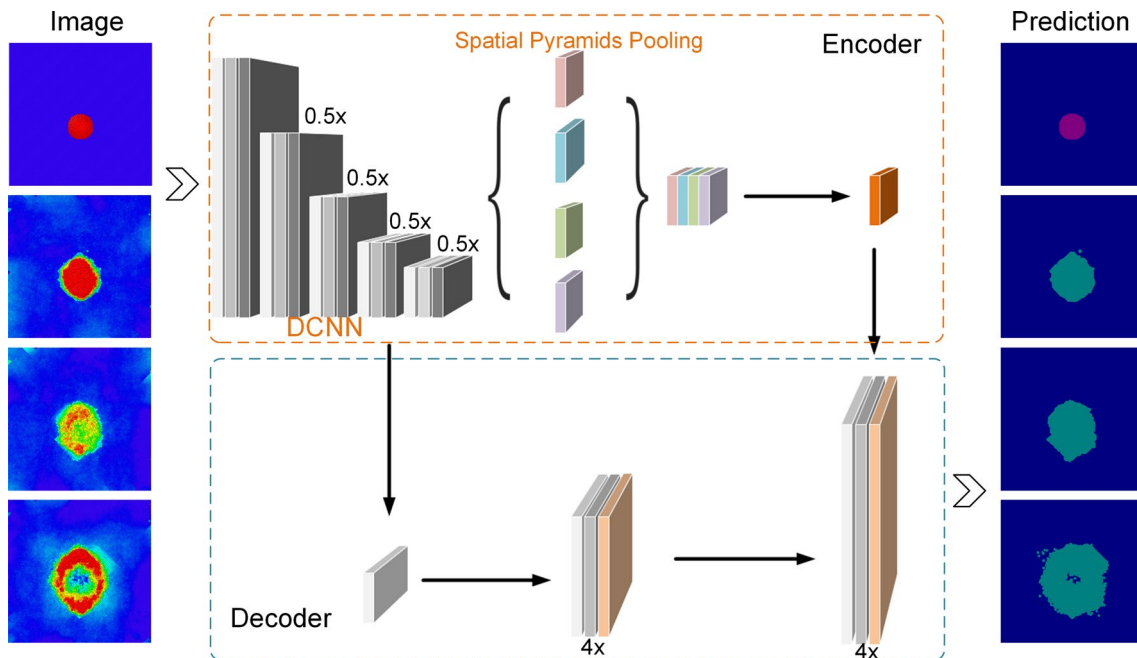 Image
Spatial Pyramids Pooling
Encoder
Prediction
0.5x
0.5x
0.5x
0.5x
DCNN
Decoder
4x
4x